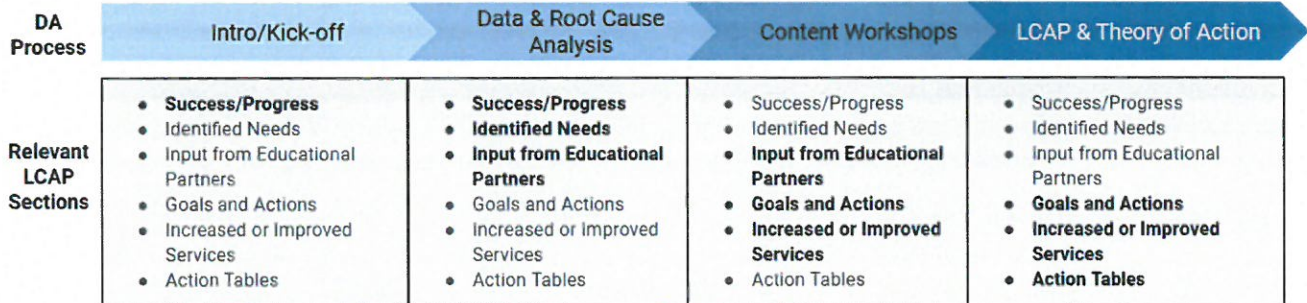 DA
Process
Intro/Kick-off
Data & Root Cause
Analysis
Content Workshops
LCAP & Theory of Action
Relevant
LCAP
Sections
• Success/Progress
• Identified Needs
• Input from Educational
Partners
• Goals and Actions
• Increased or Improved
Services
• Action Tables
• Success/Progress
• Identified Needs
• Input from Educational
Partners
• Goals and Actions
• Increased or Improved
Services
• Action Tables
• Success/Progress
• Identified Needs
• Input from Educational
Partners
• Goals and Actions
• Increased or Improved
Services
• Action Tables
• Success/Progress
• Identified Needs
• Input from Educational
Partners
• Goals and Actions
• Increased or Improved
Services
• Action Tables